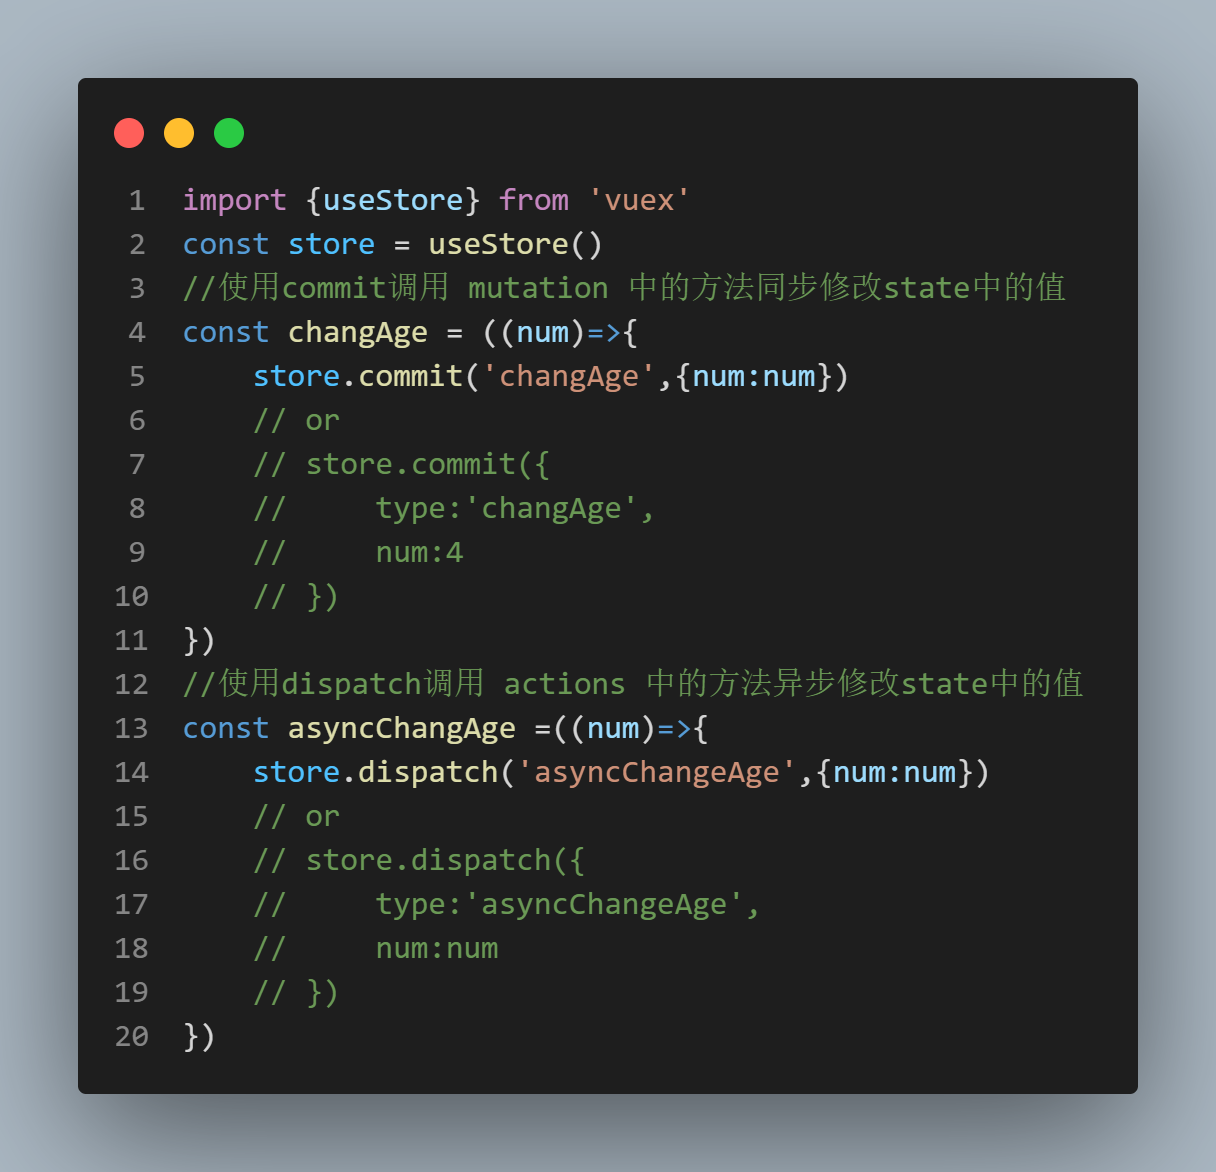 1 import {useStore} from 'vuex'
2 const store = useStore()
3 //使用commit调用 mutation 中的方法同步修改state中的值
4 const changAge = ((num)=>{
5     store.commit('changAge',{num:num})
6     // or
7     // store.commit({
8     //     type:'changAge',
9     //     num:4
10     // })
11 })
12 //使用dispatch调用 actions 中的方法异步修改state中的值
13 const asyncChangAge =((num)=>{
14     store.dispatch('asyncChangeAge',{num:num})
15     // or
16     // store.dispatch({
17     //     type:'asyncChangeAge',
18     //     num:num
19     // })
20 })